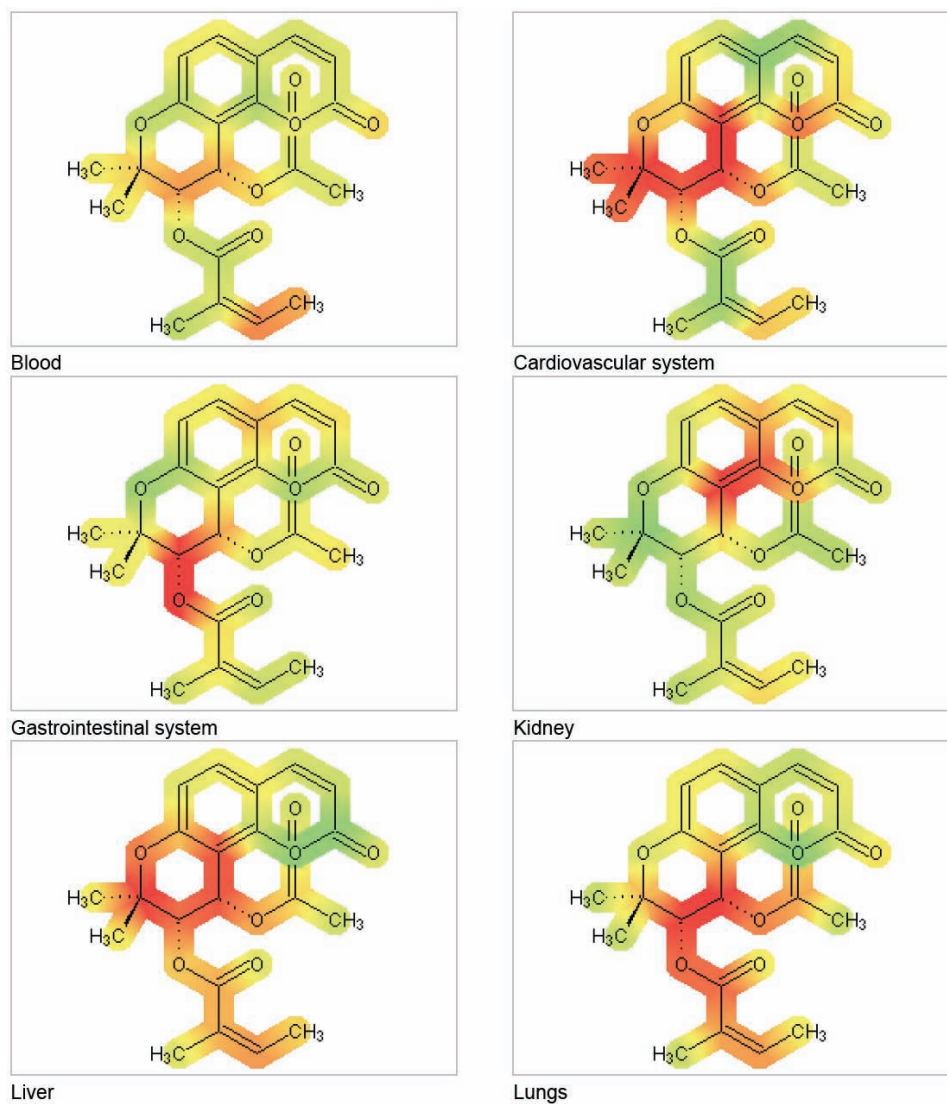 O
O O O
H₃C
O CH₃
H₃C
O O
CH₃
H₃C
Blood
O
O O O
H₃C
O CH₃
H₃C
O O
CH₃
H₃C
Cardiovascular system
O
O O O
H₃C
O CH₃
H₃C
O O
CH₃
H₃C
Gastrointestinal system
O
O O O
H₃C
O CH₃
H₃C
O O
CH₃
H₃C
Kidney
O
O O O
H₃C
O CH₃
H₃C
O O
CH₃
H₃C
Liver
O
O O O
H₃C
O CH₃
H₃C
O O
CH₃
H₃C
Lungs